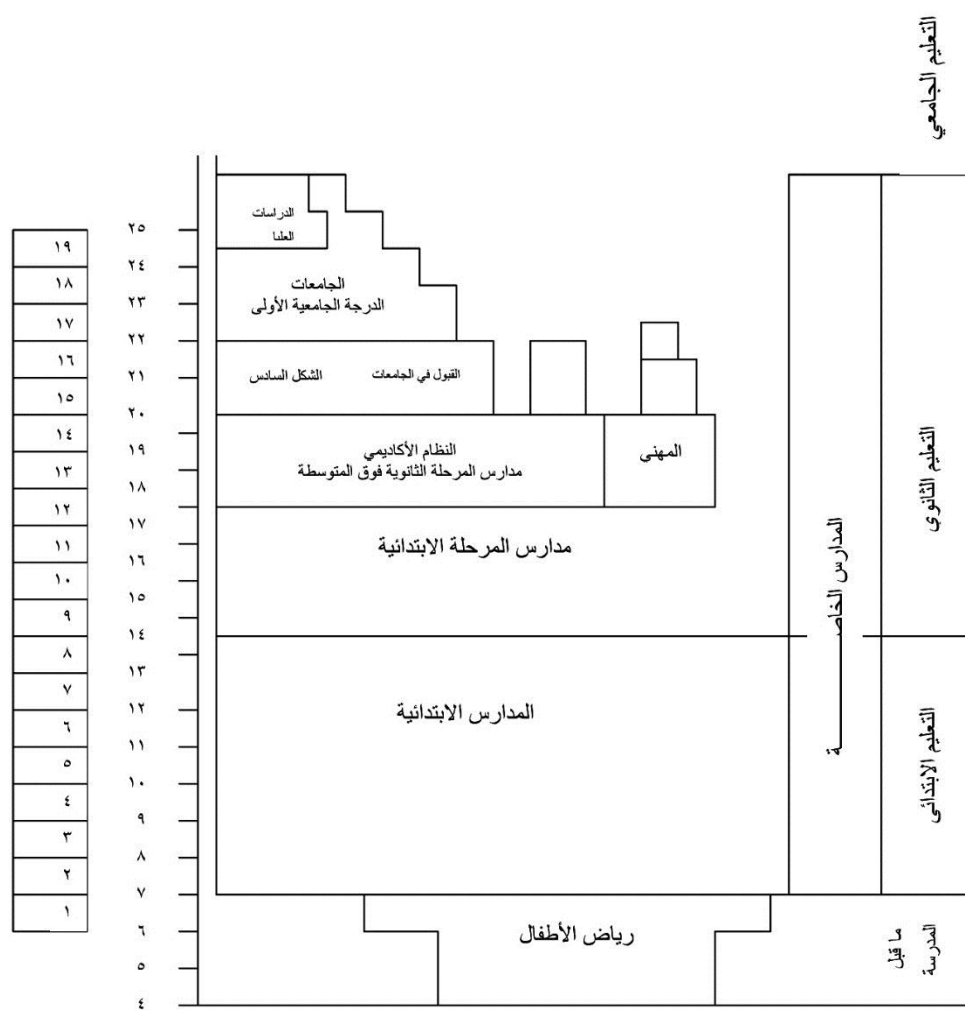 التعليم الجامعي
التعليم الثانوي
التعليم الابتدائى
ما قبل
المدرسة
المدارس الخاصـــــــة
الدراسات
العليا
الجامعات
الدرجة الجامعية الأولى
القبول في الجامعات
الشكل السادس
النظام الأكاديمي
مدارس المرحلة الثانوية فوق المتوسطة
المهني
مدارس المرحلة الابتدائية
المدارس الابتدائية
رياض الأطفال
٢٥
٢٤
٢٣
٢٢
٢١
٢٠
١٩
١٨
١٧
١٦
١٥
١٤
١٣
١٢
١١
١٠
٩
٨
٧
٦
٥
٤
١٩
١٨
١٧
١٦
١٥
١٤
١٣
١٢
١١
١٠
٩
٨
٧
٦
٥
٤
٣
٢
١